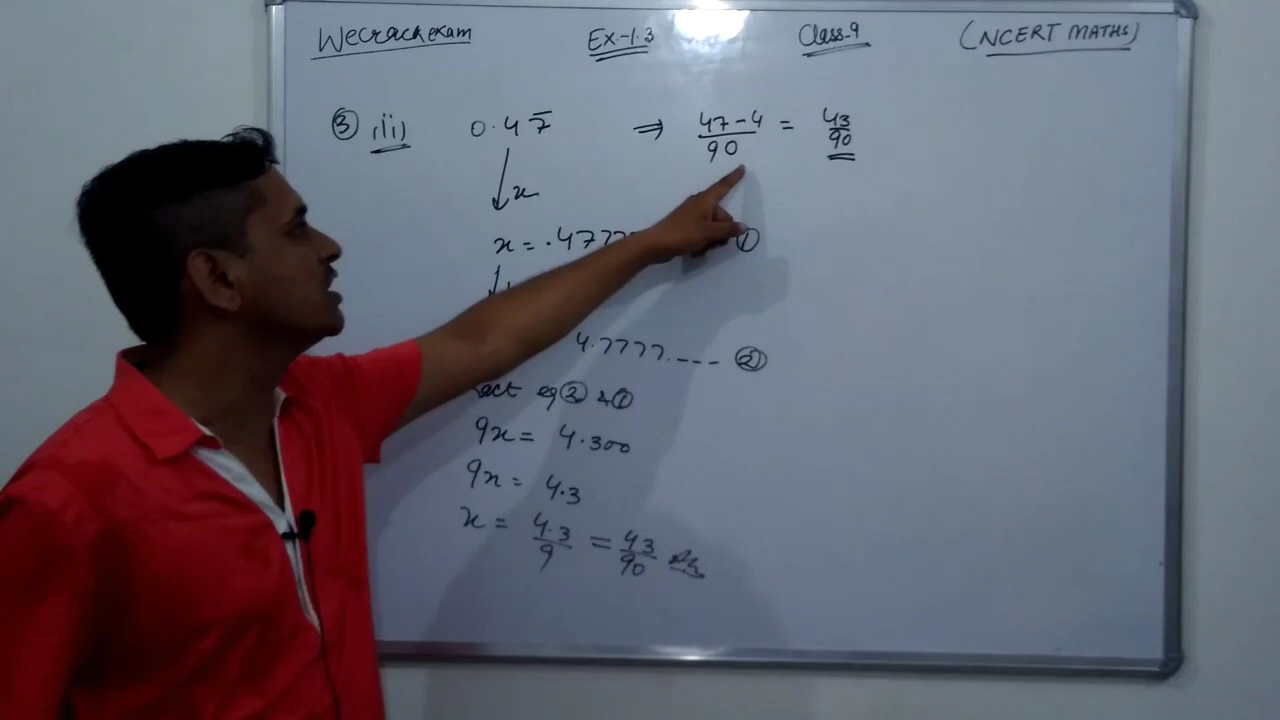 Wecrackexam Ex.-1.3 Class-9 (NCERT MATHS)
③ (ii) 0.47̅ ⇒ 47-4/90 = 43/90
x
x = .4777 ①
4.7777.--- ②
act eq② & ①
9x = 4.300
9x = 4.3
x = 4.3/9 = 43/90